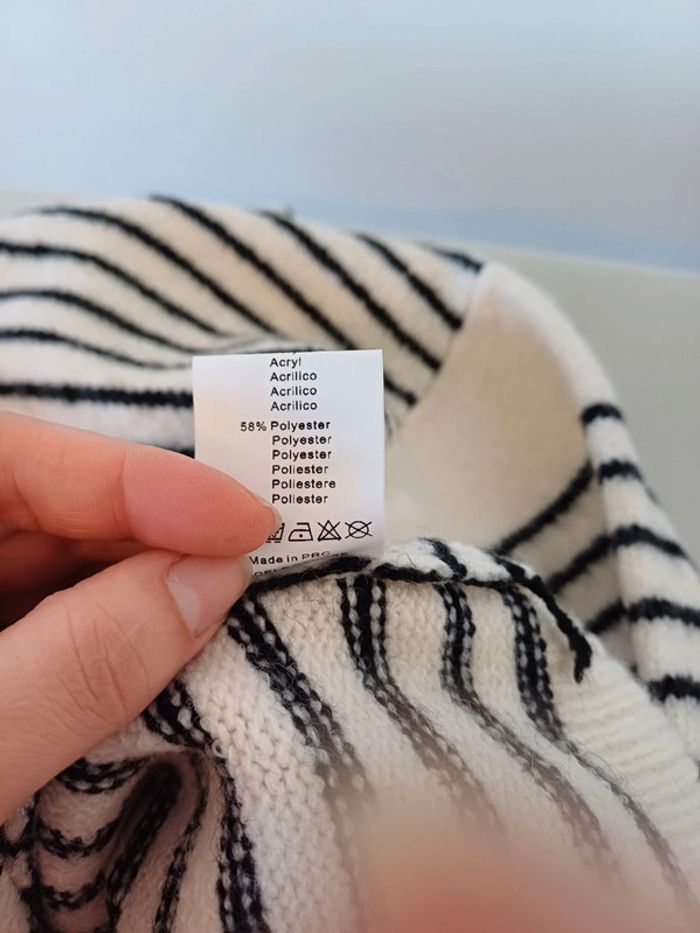 Acryl
Acrilico
Acrilico
Acrilico
58% Polyester
Polyester
Polyester
Poliester
Poliestere
Poliester
Made in PRC